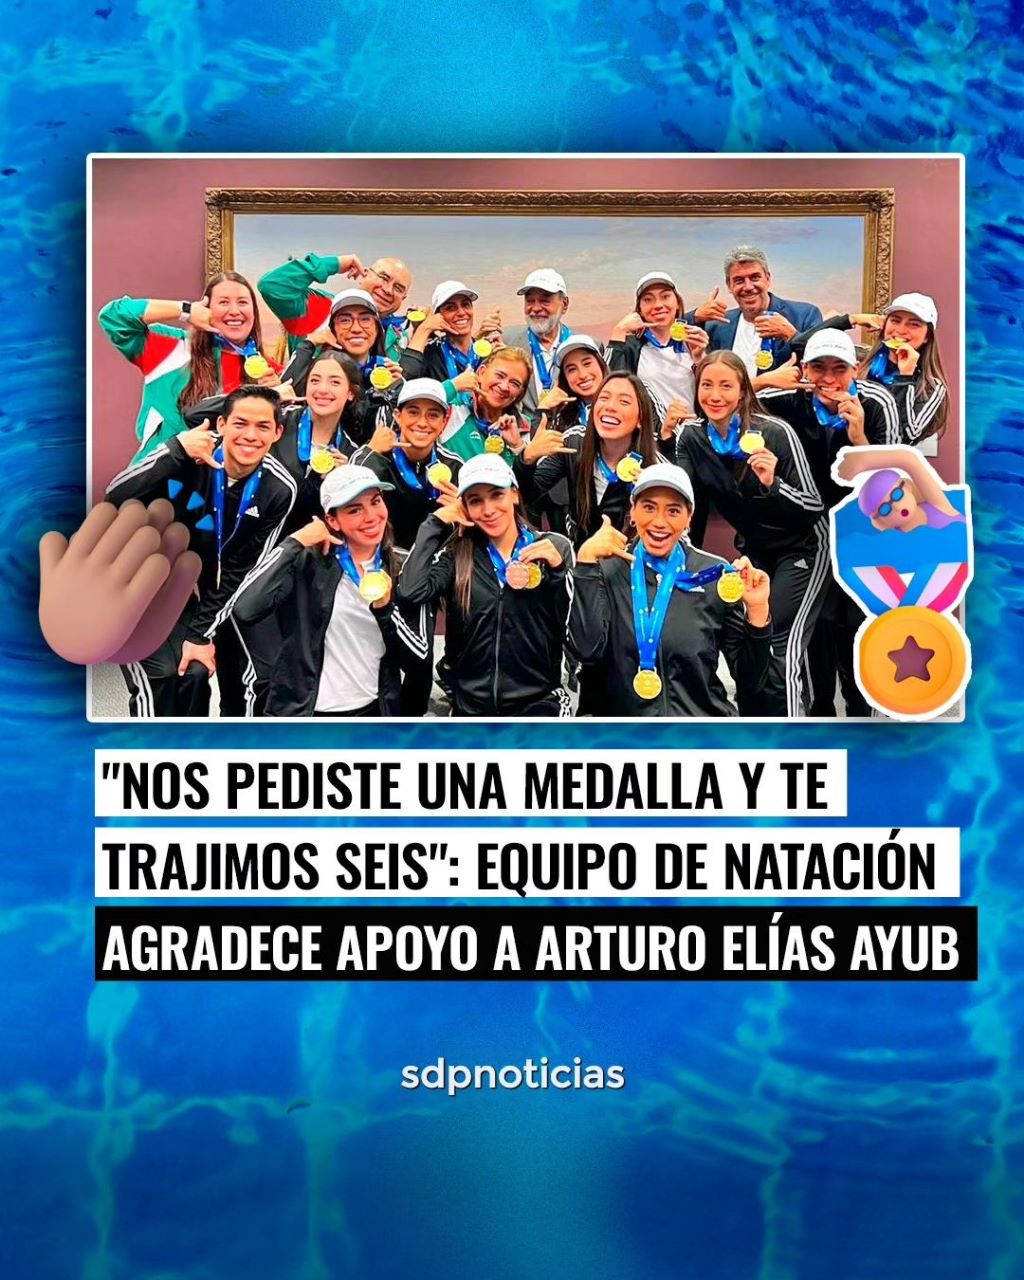 "NOS PEDISTE UNA MEDALLA Y TE
TRAJIMOS SEIS": EQUIPO DE NATACIÓN
AGRADECE APOYO A ARTURO ELÍAS AYUB
sdpnoticias